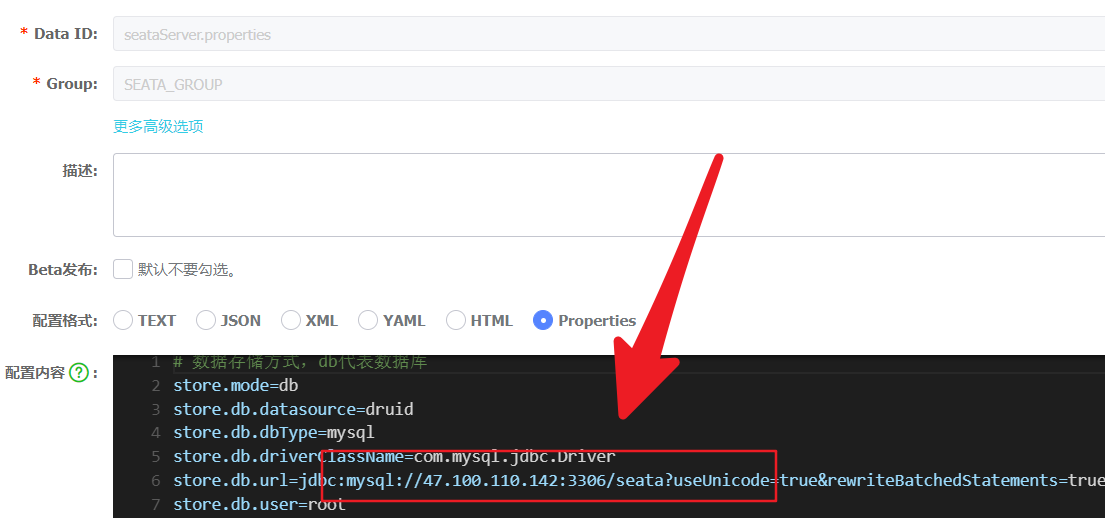 * Data ID: seataServer.properties
* Group: SEATA_GROUP
更多高级选项
描述:
Beta发布: 默认不要勾选。
配置格式: TEXT JSON XML YAML HTML Properties
配置内容 ? :
1 # 数据存储方式，db代表数据库
2 store.mode=db
3 store.db.datasource=druid
4 store.db.dbType=mysql
5 store.db.driverClassName=com.mysql.jdbc.Driver
6 store.db.url=jdbc:mysql://47.100.110.142:3306/seata?useUnicode=true&rewriteBatchedStatements=true
7 store.db.user=root